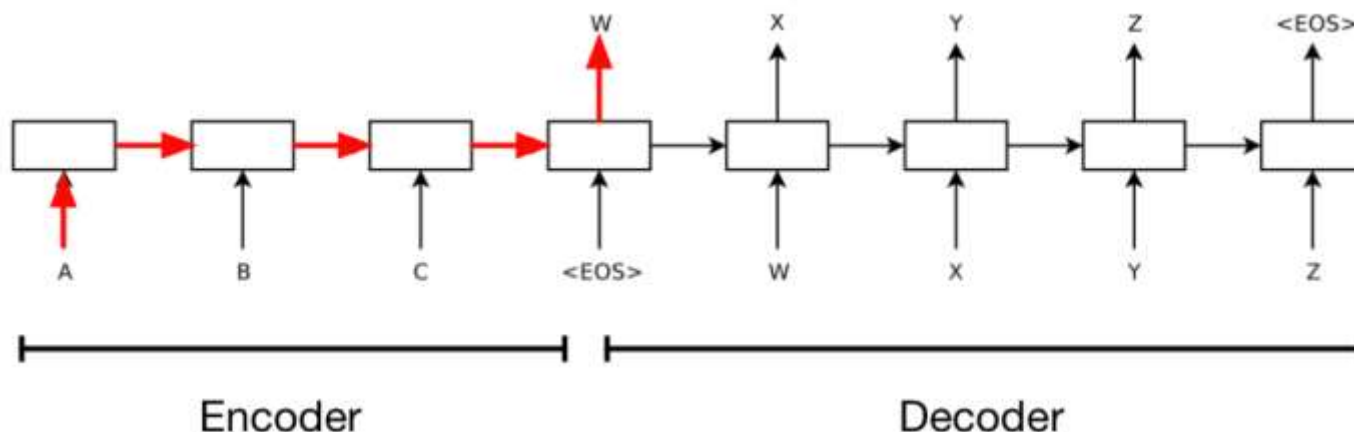 W X Y Z <EOS>
A B C <EOS> W X Y Z
Encoder Decoder